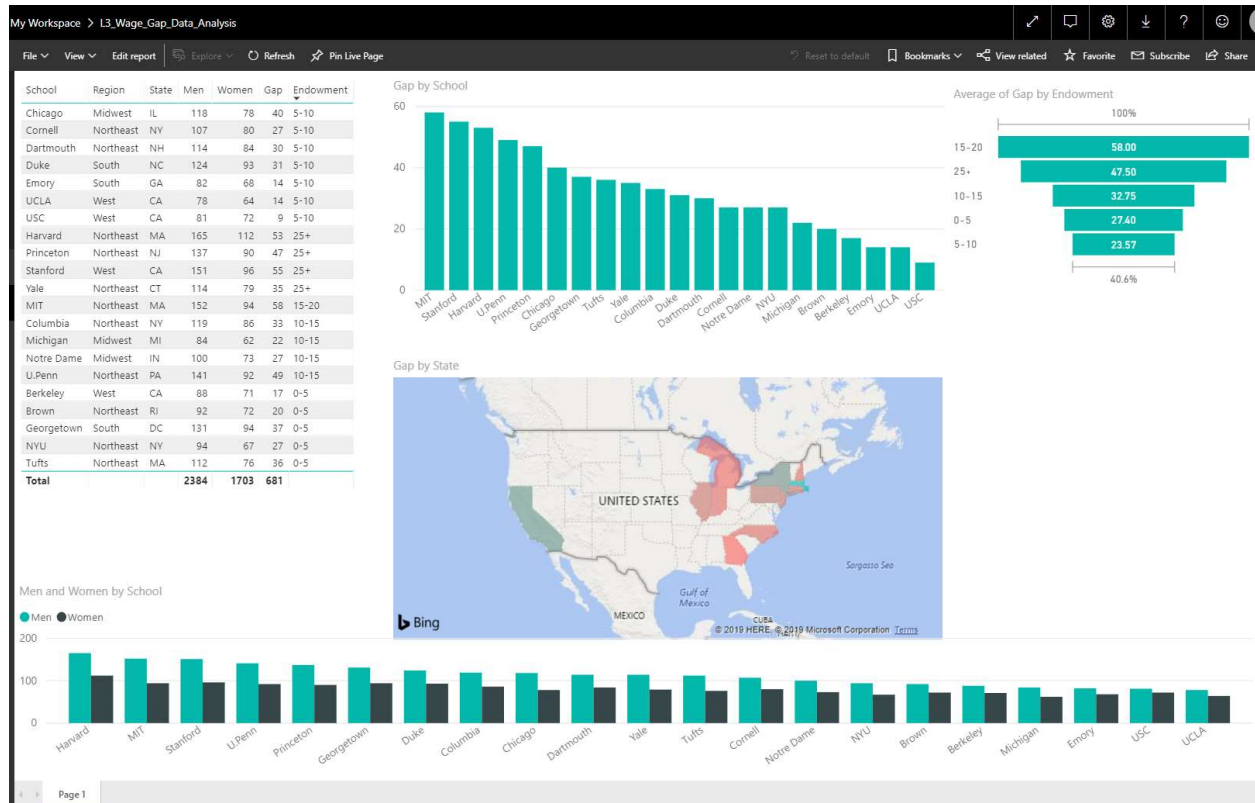 My Workspace > L3_Wage_Gap_Data_Analysis
File View Edit report Explore Refresh Pin Live Page Reset to default Bookmarks View related Favorite Subscribe Share
School Region State Men Women Gap Endowment
Chicago Midwest IL 118 78 40 5-10
Cornell Northeast NY 107 80 27 5-10
Dartmouth Northeast NH 114 84 30 5-10
Duke South NC 124 93 31 5-10
Emory South GA 82 68 14 5-10
UCLA West CA 78 64 14 5-10
USC West CA 81 72 9 5-10
Harvard Northeast MA 165 112 53 25+
Princeton Northeast NJ 137 90 47 25+
Stanford West CA 151 96 55 25+
Yale Northeast CT 114 79 35 25+
MIT Northeast MA 152 94 58 15-20
Columbia Northeast NY 119 86 33 10-15
Michigan Midwest MI 84 62 22 10-15
Notre Dame Midwest IN 100 73 27 10-15
U.Penn Northeast PA 141 92 49 10-15
Berkeley West CA 88 71 17 0-5
Brown Northeast RI 92 72 20 0-5
Georgetown South DC 131 94 37 0-5
NYU Northeast NY 94 67 27 0-5
Tufts Northeast MA 112 76 36 0-5
Total 2384 1703 681
Gap by School
60
40
20
0
MIT Stanford Harvard U.Penn Princeton Chicago Georgetown Tufts Yale Columbia Duke Dartmouth Cornell Notre Dame NYU Michigan Brown Berkeley Emory UCLA USC
Average of Gap by Endowment
100%
15-20 58.00
25+ 47.50
10-15 32.75
0-5 27.40
5-10 23.57
40.6%
Gap by State
UNITED STATES
Sargasso Sea
Gulf of
Mexico
MEXICO
CUBA
Bing
© 2019 HERE, © 2019 Microsoft Corporation Terms
Men and Women by School
Men Women
200
100
0
Harvard MIT Stanford U.Penn Princeton Georgetown Duke Columbia Chicago Dartmouth Yale Tufts Cornell Notre Dame NYU Brown Berkeley Michigan Emory USC UCLA
Page 1